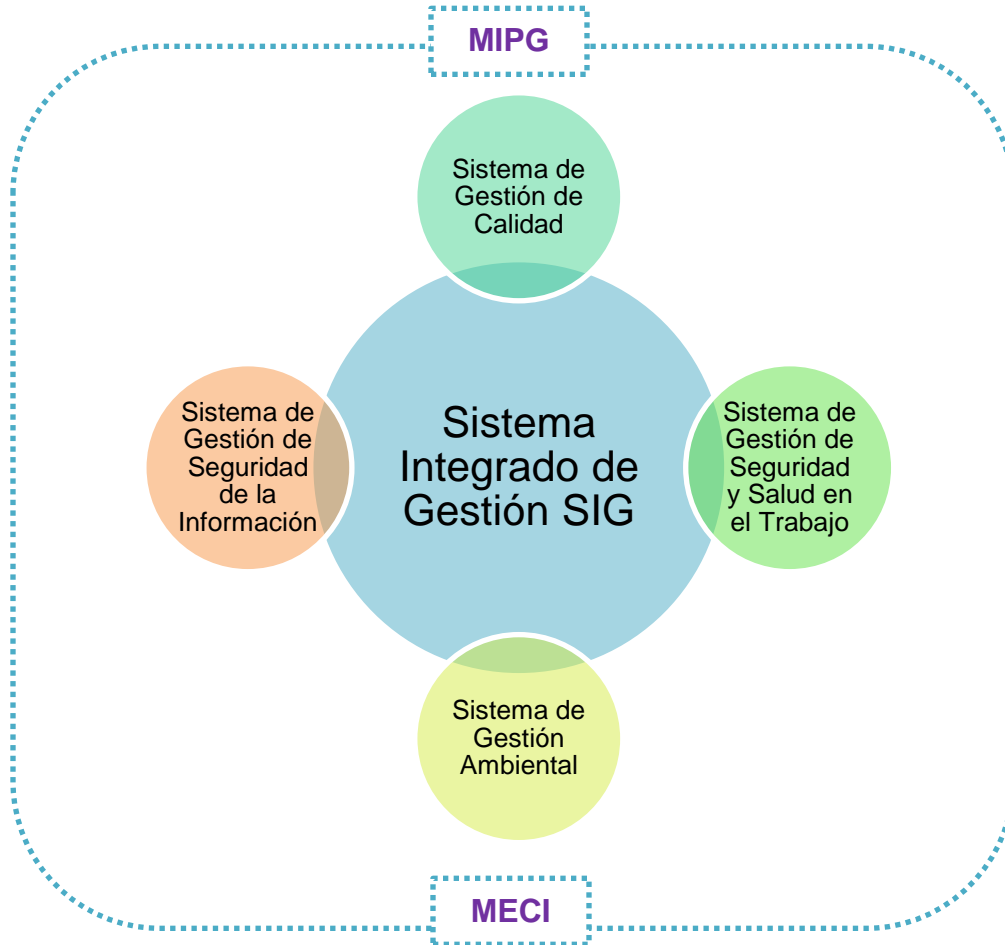 MIPG
Sistema de
Gestión de
Calidad
Sistema de
Gestión de
Seguridad
de la
Información
Sistema
Integrado de
Gestión SIG
Sistema de
Gestión de
Seguridad
y Salud en
el Trabajo
Sistema de
Gestión
Ambiental
MECI